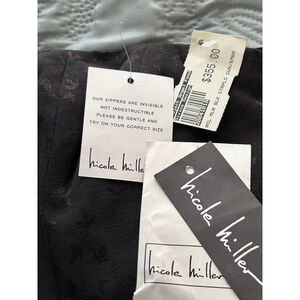 OUR ZIPPERS ARE INVISIBLE
NOT INDESTRUCTIBLE
PLEASE BE GENTLE AND
TRY ON YOUR CORRECT SIZE
nicole miller
$355.00
nicole miller
nicole miller